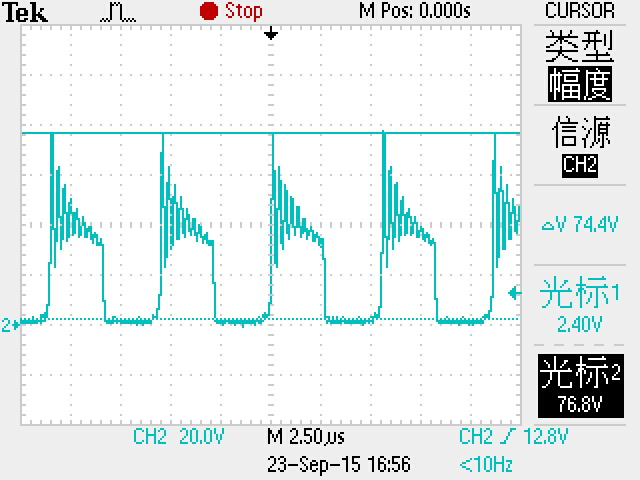 Tek Stop M Pos: 0.000s CURSOR
类型
幅度
信源
CH2
△V 74.4V
光标1
2.40V
2
光标2
76.8V
CH2 20.0V M 2.50µs CH2 12.8V
23-Sep-15 16:56 <10Hz